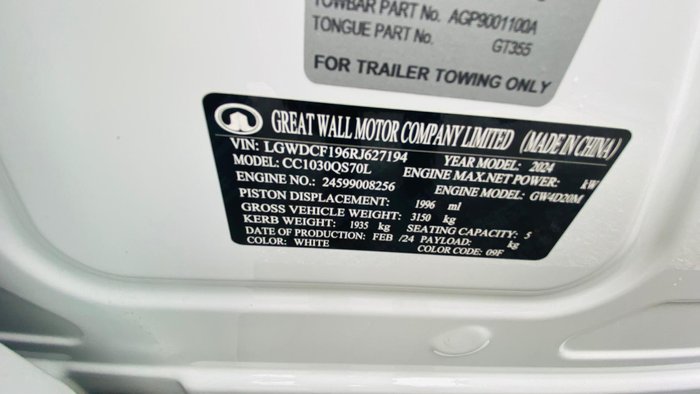 TOWBAR PART No. AGP9001100A
TONGUE PART No. GT355
FOR TRAILER TOWING ONLY
GREAT WALL MOTOR COMPANY LIMITED (MADE IN CHINA)
VIN: LGWDCF196RJ627194 YEAR MODEL: 2024
MODEL: CC1030QS70L ENGINE MAX.NET POWER: kW
ENGINE NO.: 24599008256 ENGINE MODEL: GW4D20M
PISTON DISPLACEMENT: 1996 ml
GROSS VEHICLE WEIGHT: 3150 kg
KERB WEIGHT: 1935 kg SEATING CAPACITY: 5
DATE OF PRODUCTION: FEB /24 PAYLOAD: kg
COLOR: WHITE COLOR CODE: 09F